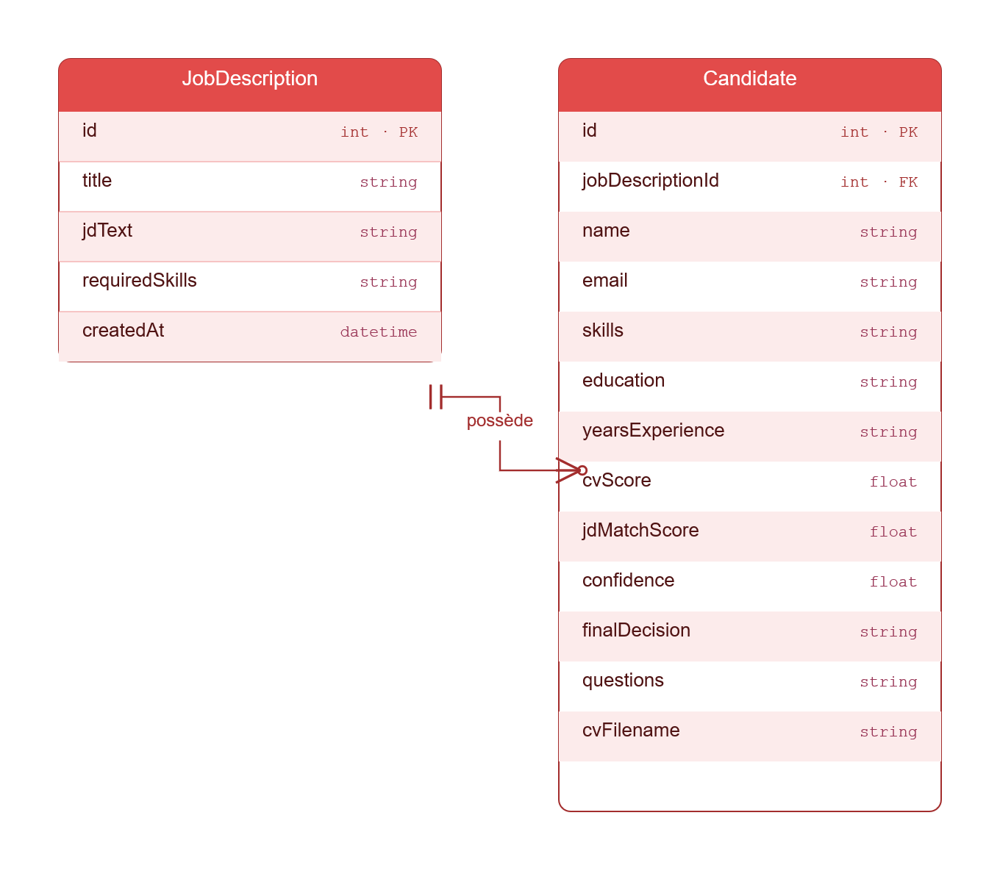 JobDescription
id int · PK
title string
jdText string
requiredSkills string
createdAt datetime
possède
Candidate
id int · PK
jobDescriptionId int · FK
name string
email string
skills string
education string
yearsExperience string
cvScore float
jdMatchScore float
confidence float
finalDecision string
questions string
cvFilename string